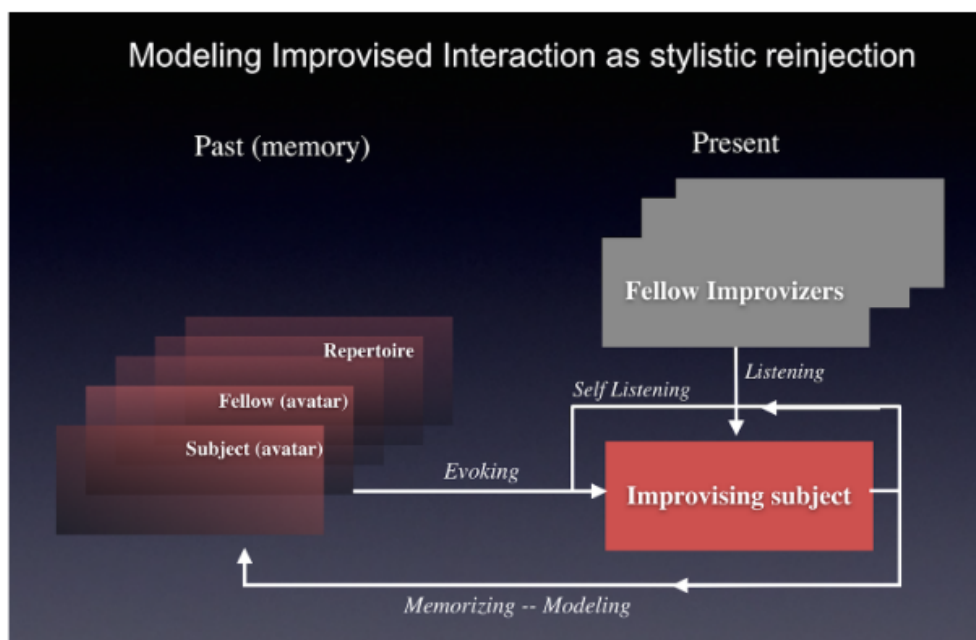 Modeling Improvised Interaction as stylistic reinjection
Past (memory)
Present
Fellow Improvizers
Repertoire
Listening
Self Listening
Fellow (avatar)
Subject (avatar)
Evoking
Improvising subject
Memorizing -- Modeling